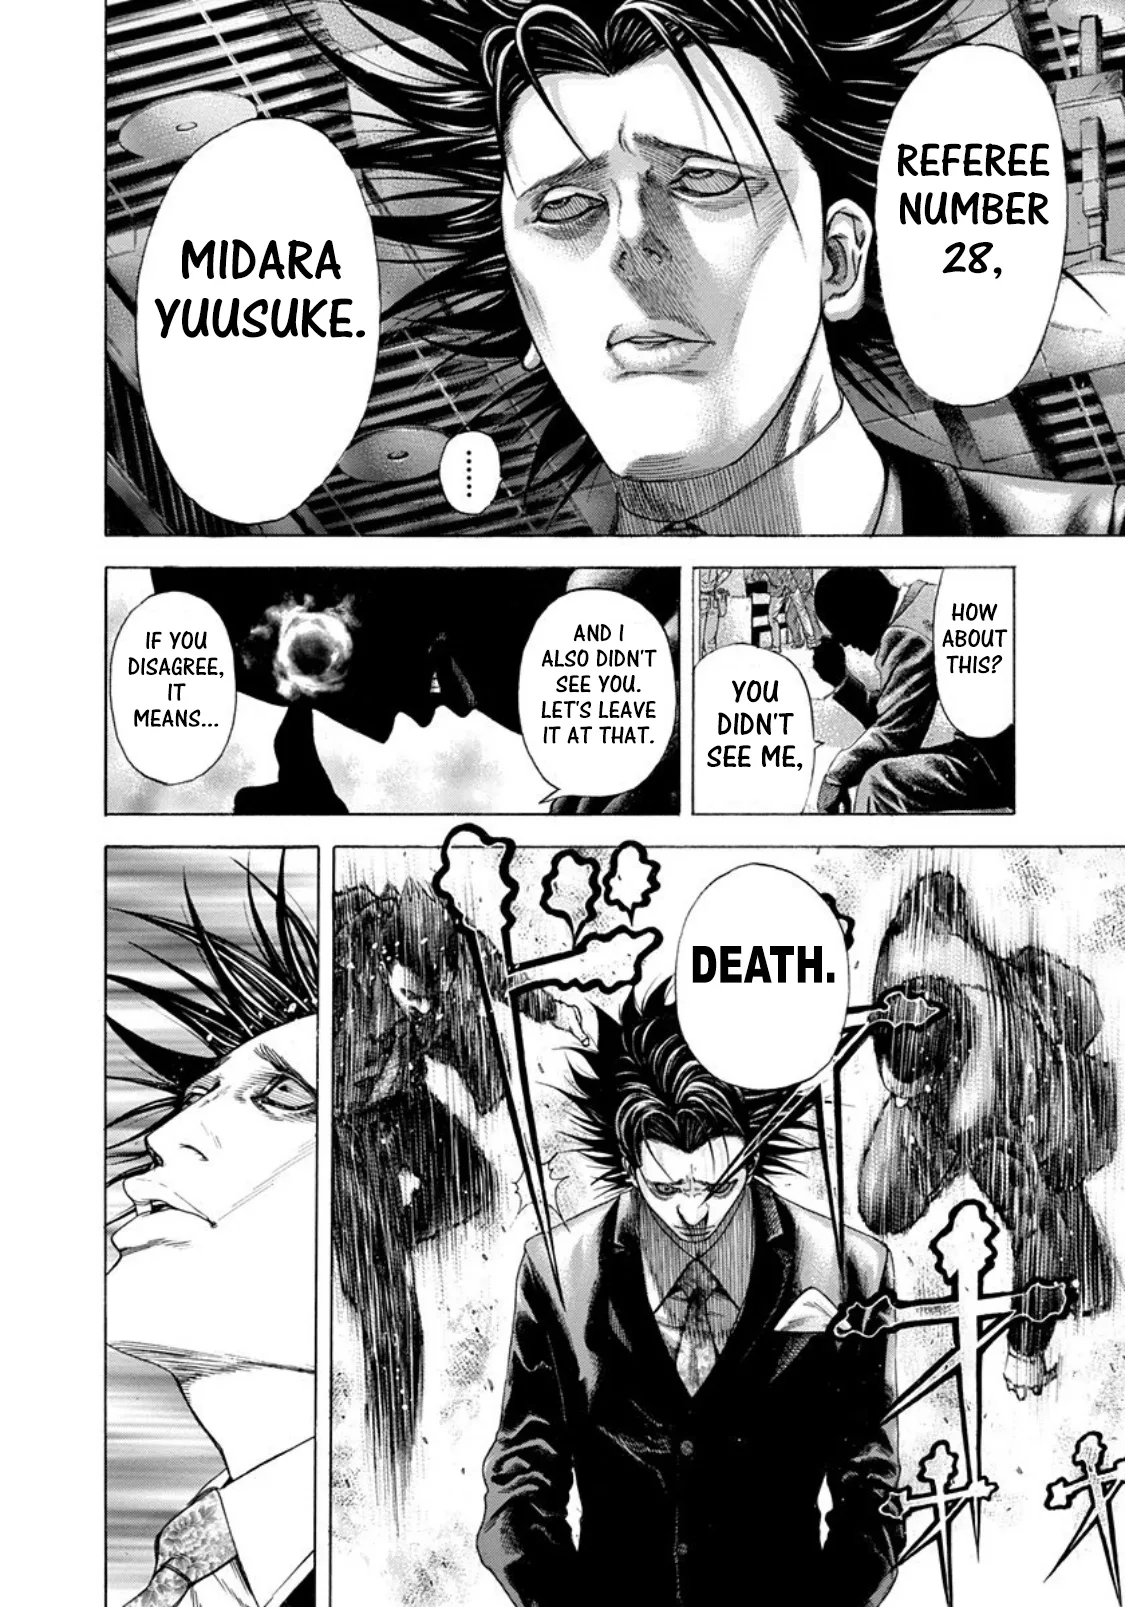 REFEREE
NUMBER
28,
MIDARA
YUUSUKE.
.......
HOW
ABOUT
THIS?
YOU
DIDN'T
SEE ME,
AND I
ALSO DIDN'T
SEE YOU.
LET'S LEAVE
IT AT THAT.
IF YOU
DISAGREE,
IT
MEANS...
DEATH.